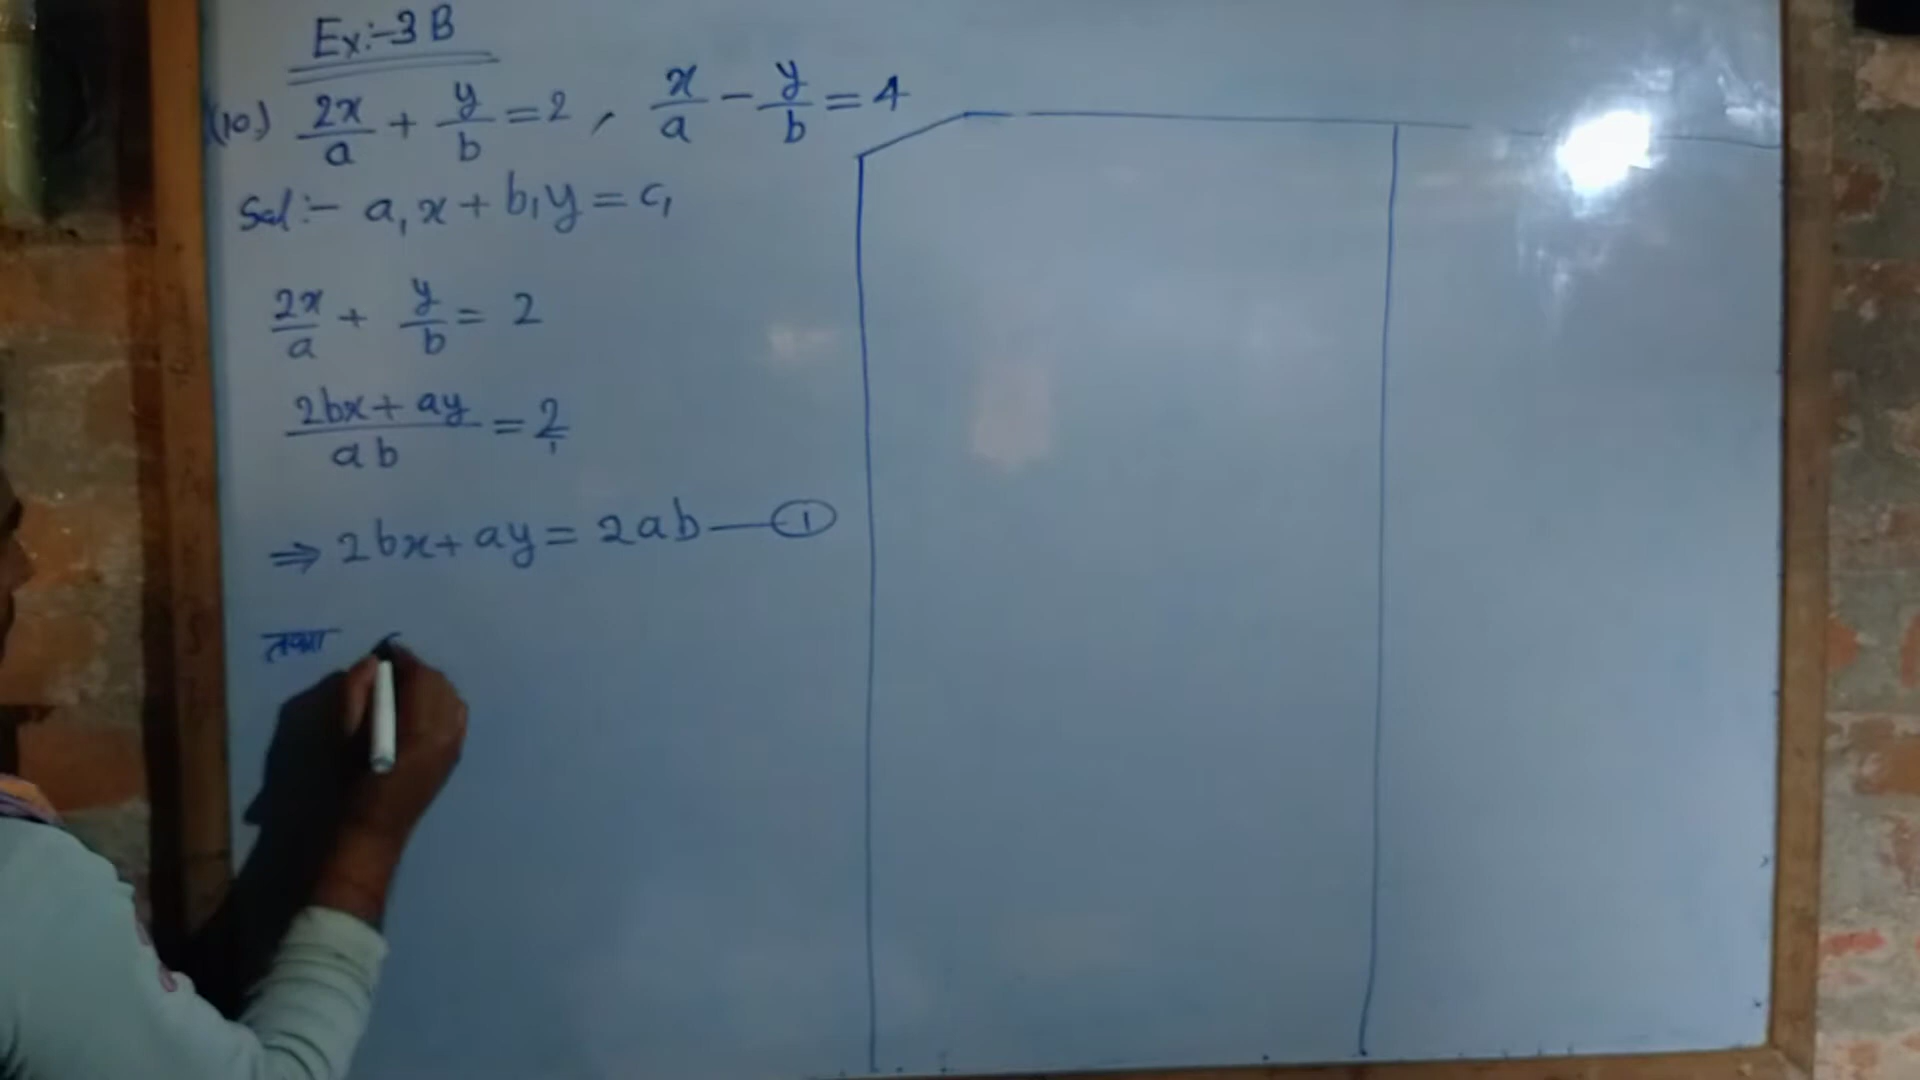 Ex:-3B
(10.) 2x/a + y/b = 2, x/a - y/b = 4
Sol:- a₁x + b₁y = c₁
2x/a + y/b = 2
(2bx + ay)/ab = 2/1
⇒ 2bx + ay = 2ab —①
तथा